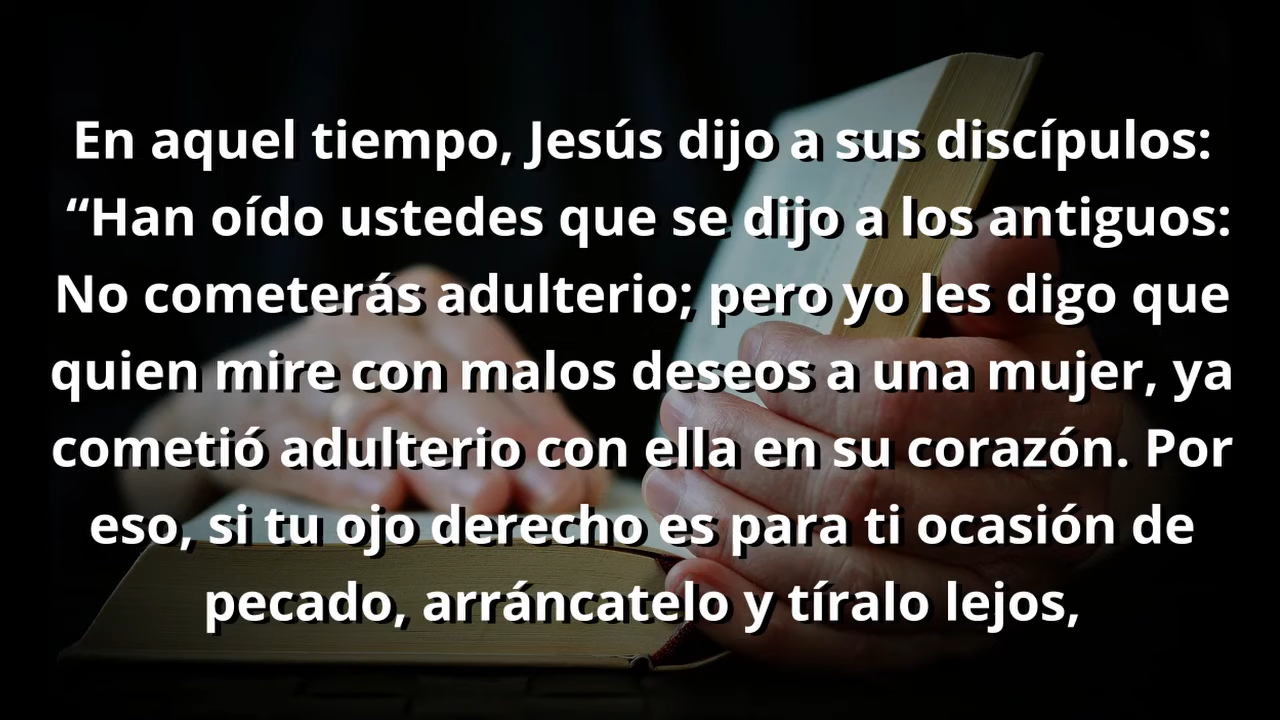 En aquel tiempo, Jesús dijo a sus discípulos:
“Han oído ustedes que se dijo a los antiguos:
No cometerás adulterio; pero yo les digo que
quien mire con malos deseos a una mujer, ya
cometió adulterio con ella en su corazón. Por
eso, si tu ojo derecho es para ti ocasión de
pecado, arráncatelo y tíralo lejos,